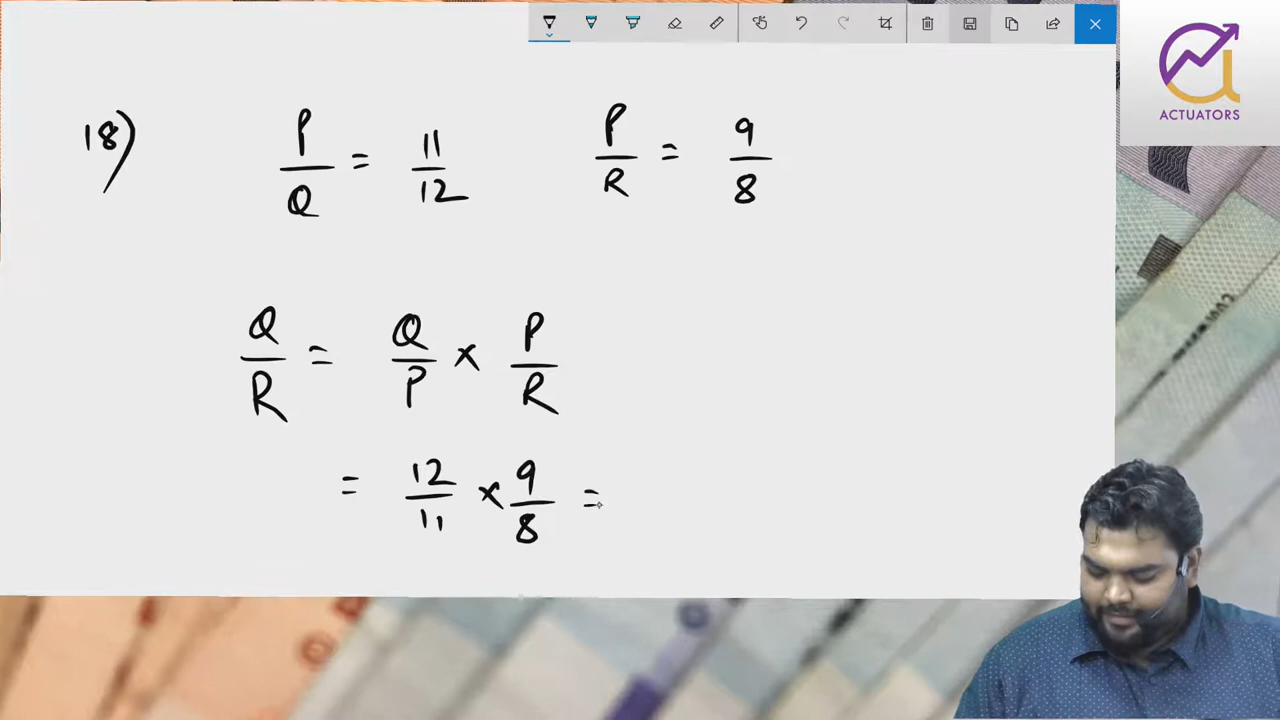 18) P/Q = 11/12 P/R = 9/8
Q/R = Q/P × P/R
= 12/11 × 9/8 =
ACTUATORS